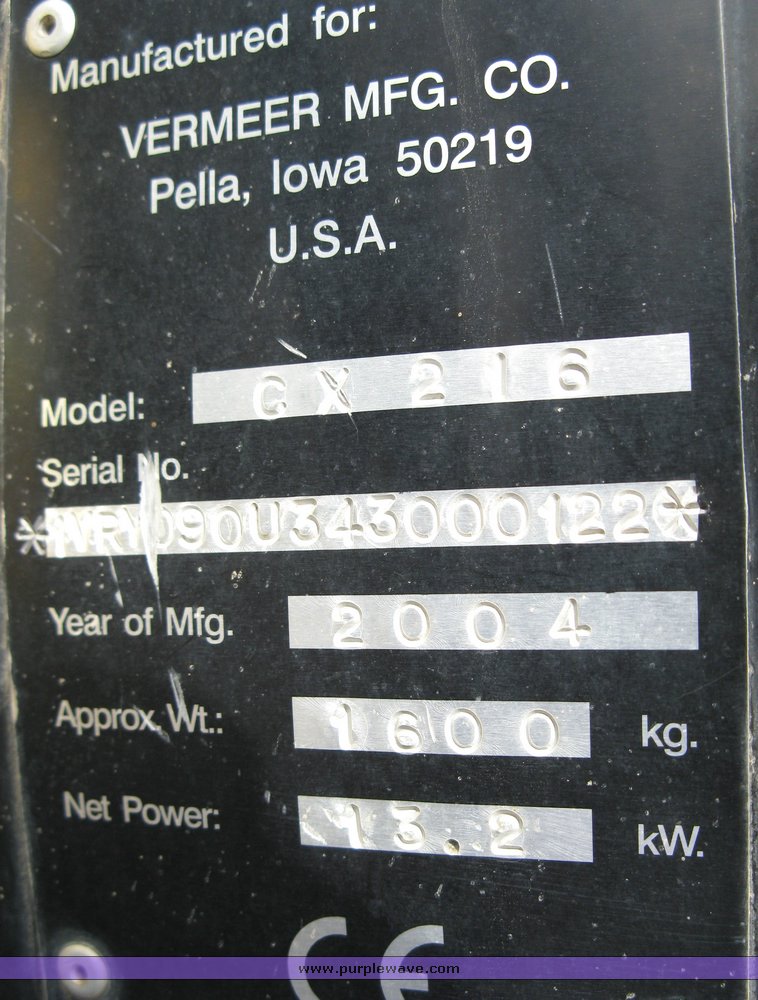 Manufactured for:
VERMEER MFG. CO.
Pella, Iowa 50219
U.S.A.
Model: CX 216
Serial No.
*1VRY090U343000122*
Year of Mfg. 2004
Approx. Wt.: 1600 kg.
Net Power: 13.2 kW.
CE
www.purplewave.com